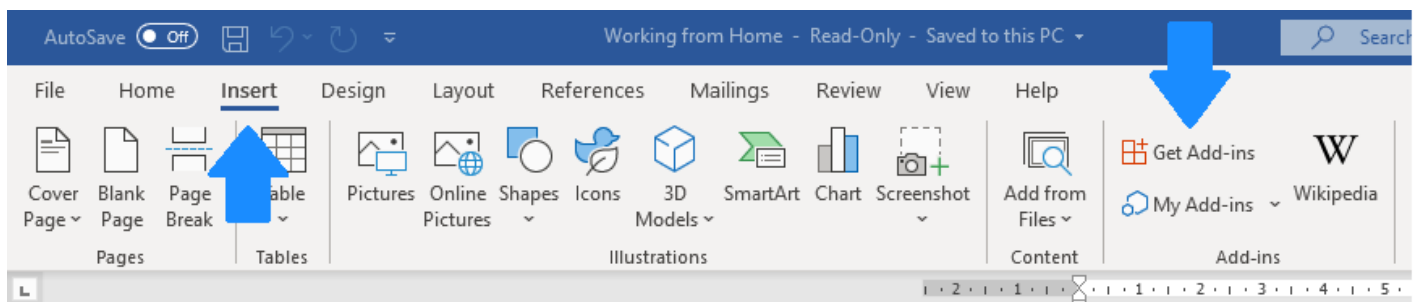 AutoSave Off Working from Home - Read-Only - Saved to this PC Search
File Home Insert Design Layout References Mailings Review View Help
Cover Page
Blank Page
Page Break
Table
Pictures
Online Pictures
Shapes
Icons
3D Models
SmartArt
Chart
Screenshot
Add from Files
Get Add-ins
My Add-ins
W
Wikipedia
Pages Tables Illustrations Content Add-ins
L 2 1 1 2 3 4 5